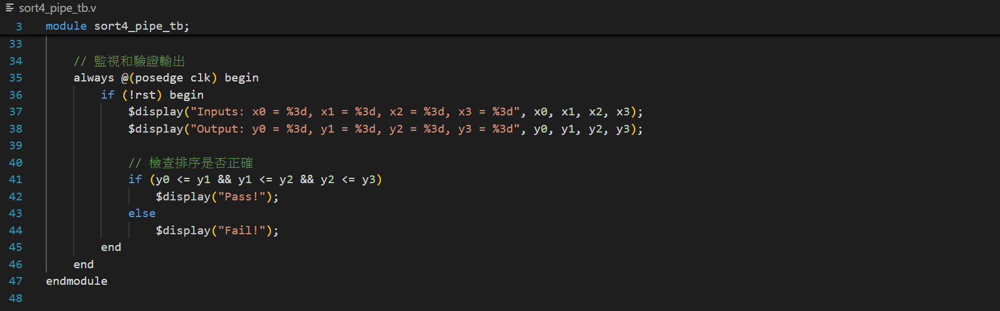 sort4_pipe_tb.v
3 module sort4_pipe_tb;
33
34 // 監視和驗證輸出
35 always @(posedge clk) begin
36 if (!rst) begin
37 $display("Inputs: x0 = %3d, x1 = %3d, x2 = %3d, x3 = %3d", x0, x1, x2, x3);
38 $display("Output: y0 = %3d, y1 = %3d, y2 = %3d, y3 = %3d", y0, y1, y2, y3);
39
40 // 檢查排序是否正確
41 if (y0 <= y1 && y1 <= y2 && y2 <= y3)
42 $display("Pass!");
43 else
44 $display("Fail!");
45 end
46 end
47 endmodule
48